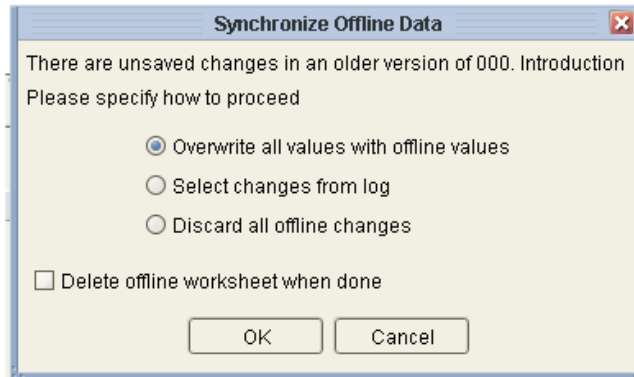 Synchronize Offline Data
There are unsaved changes in an older version of 000. Introduction
Please specify how to proceed
Overwrite all values with offline values
Select changes from log
Discard all offline changes
Delete offline worksheet when done
OK
Cancel